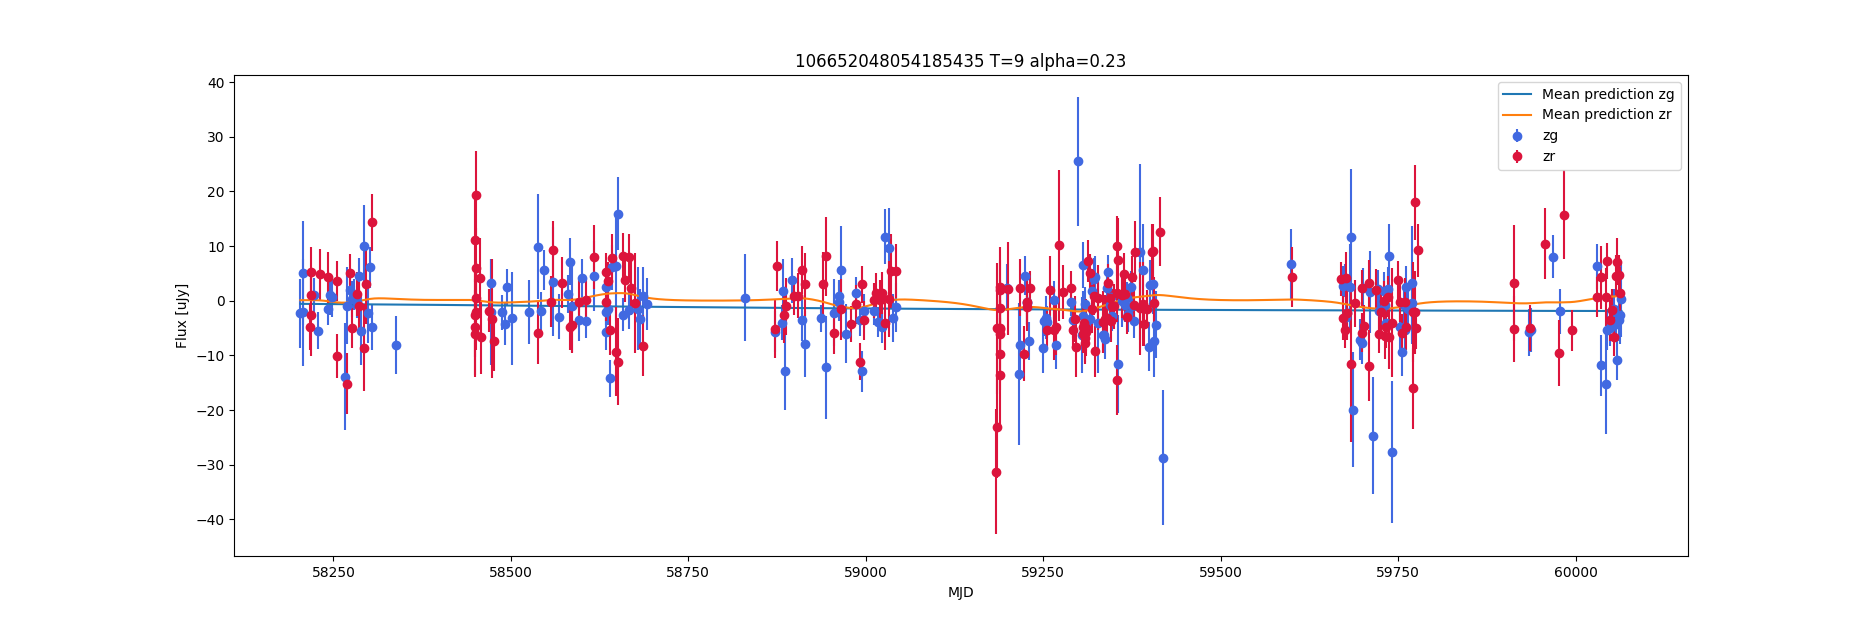 106652048054185435 T=9 alpha=0.23
Flux [uJy]
40
30
20
10
0
−10
−20
−30
−40
Mean prediction zg
Mean prediction zr
zg
zr
58250 58500 58750 59000 59250 59500 59750 60000
MJD